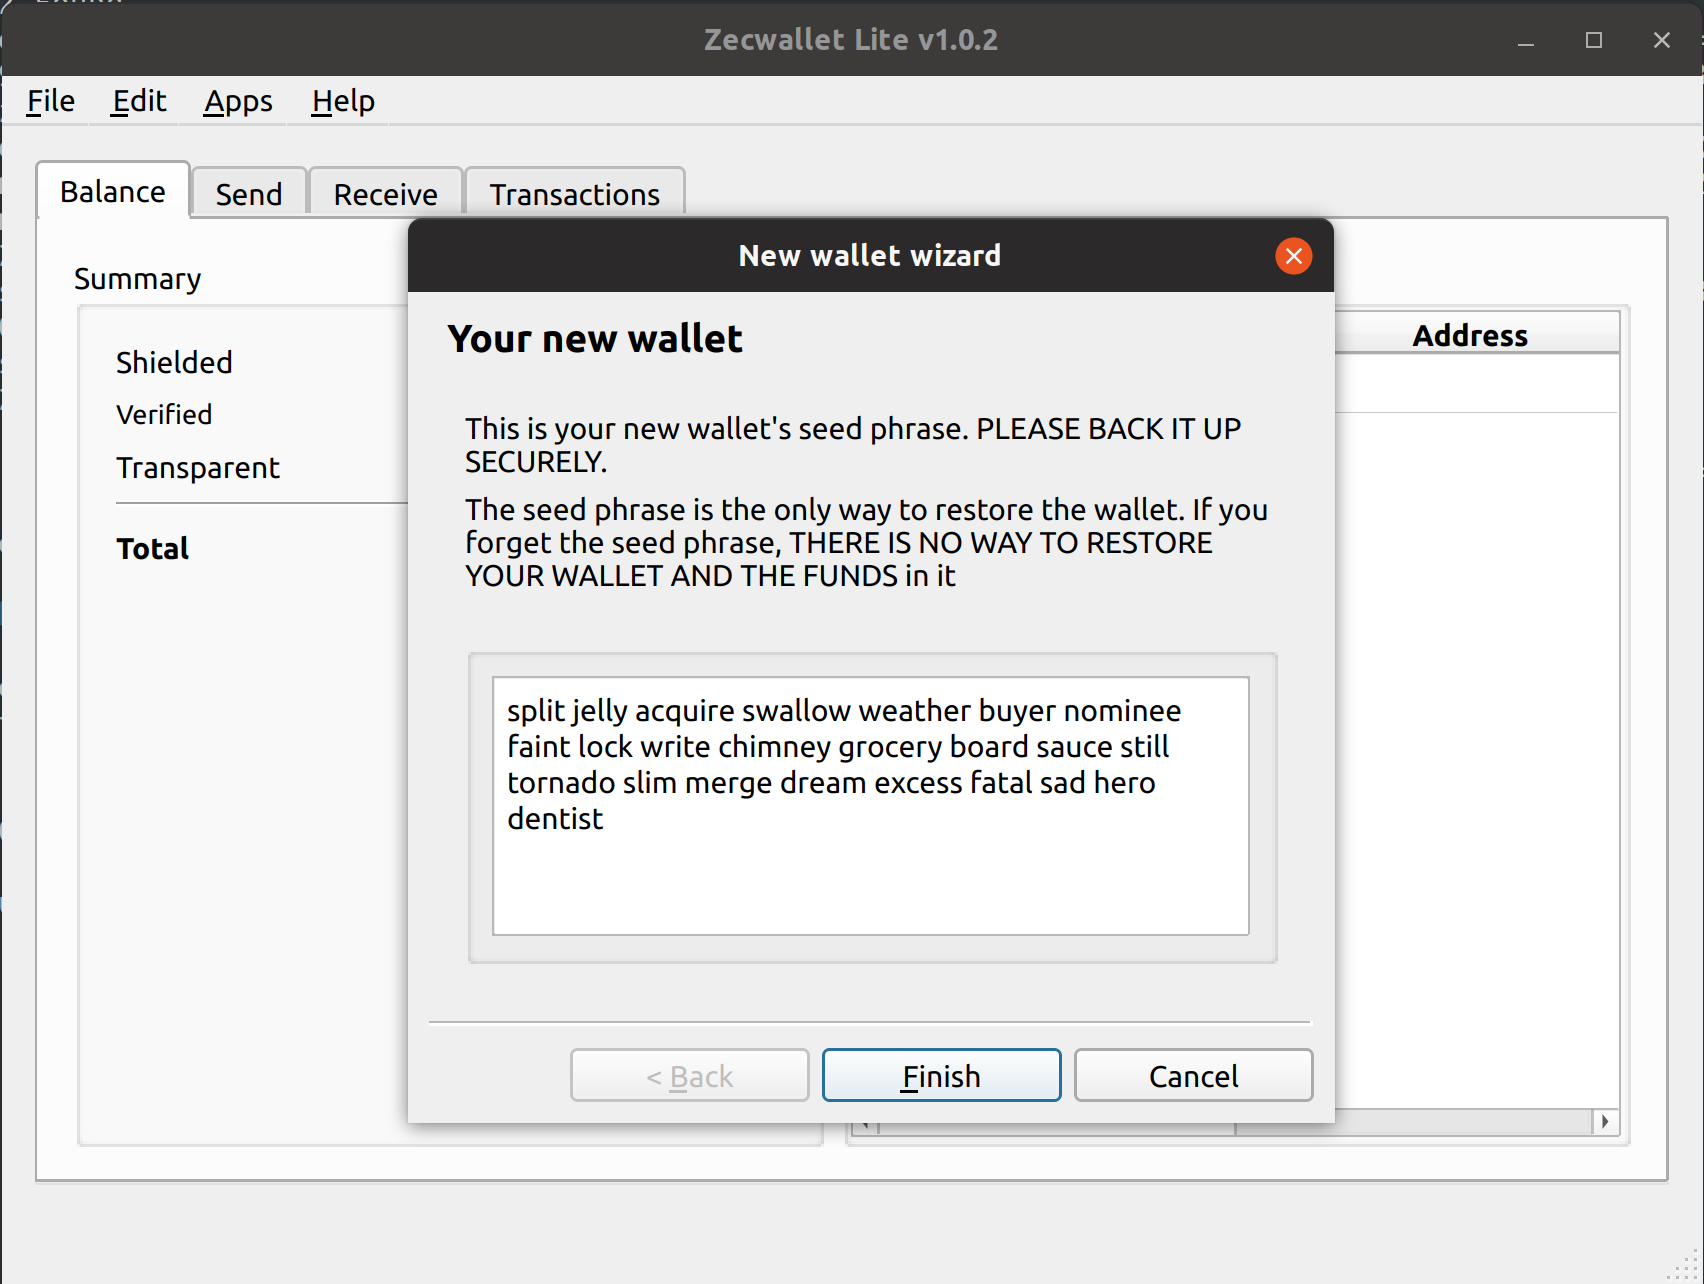 Zecwallet Lite v1.0.2
File Edit Apps Help
Balance Send Receive Transactions
Summary
Shielded
Verified
Transparent
Total
Address
New wallet wizard
Your new wallet
This is your new wallet's seed phrase. PLEASE BACK IT UP
SECURELY.
The seed phrase is the only way to restore the wallet. If you
forget the seed phrase, THERE IS NO WAY TO RESTORE
YOUR WALLET AND THE FUNDS in it
split jelly acquire swallow weather buyer nominee
faint lock write chimney grocery board sauce still
tornado slim merge dream excess fatal sad hero
dentist
< Back Finish Cancel